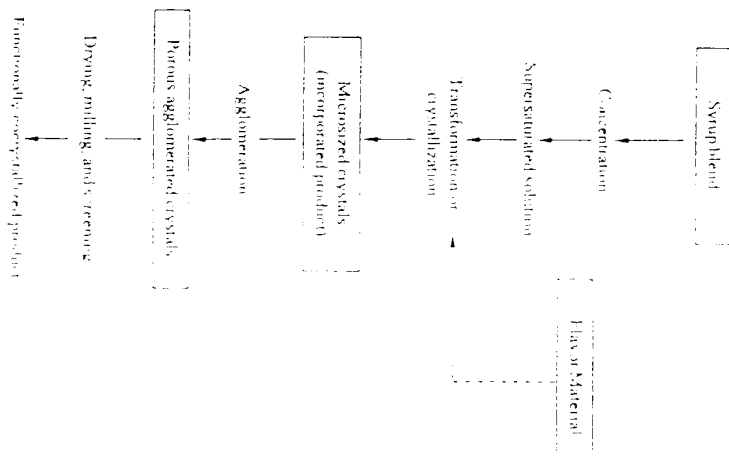 Syrup blend
Concentration
Supersaturated solution
Flavor Material
Transformation or
crystallization
Microsized crystals
(incorporated product)
Agglomeration
Porous agglomerated crystals
Drying, milling, and screening
Functionally cocrystallized product